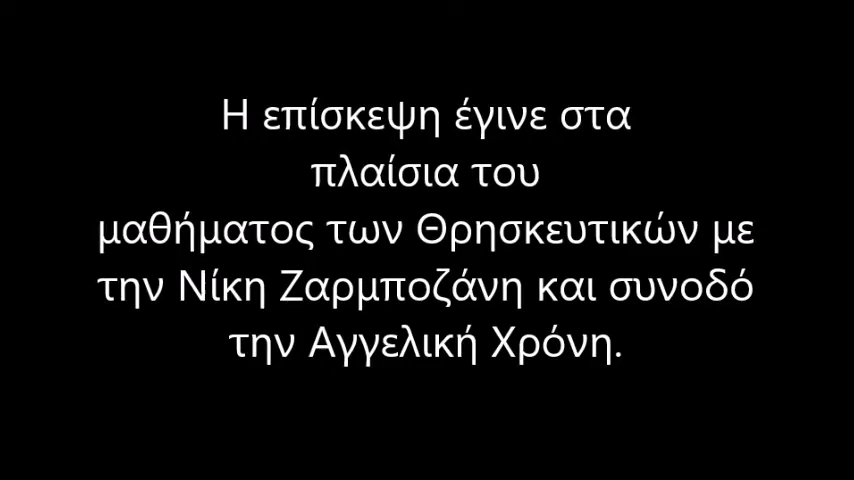 Η επίσκεψη έγινε στα
πλαίσια του
μαθήματος των Θρησκευτικών με
την Νίκη Ζαρμποζάνη και συνοδό
την Αγγελική Χρόνη.